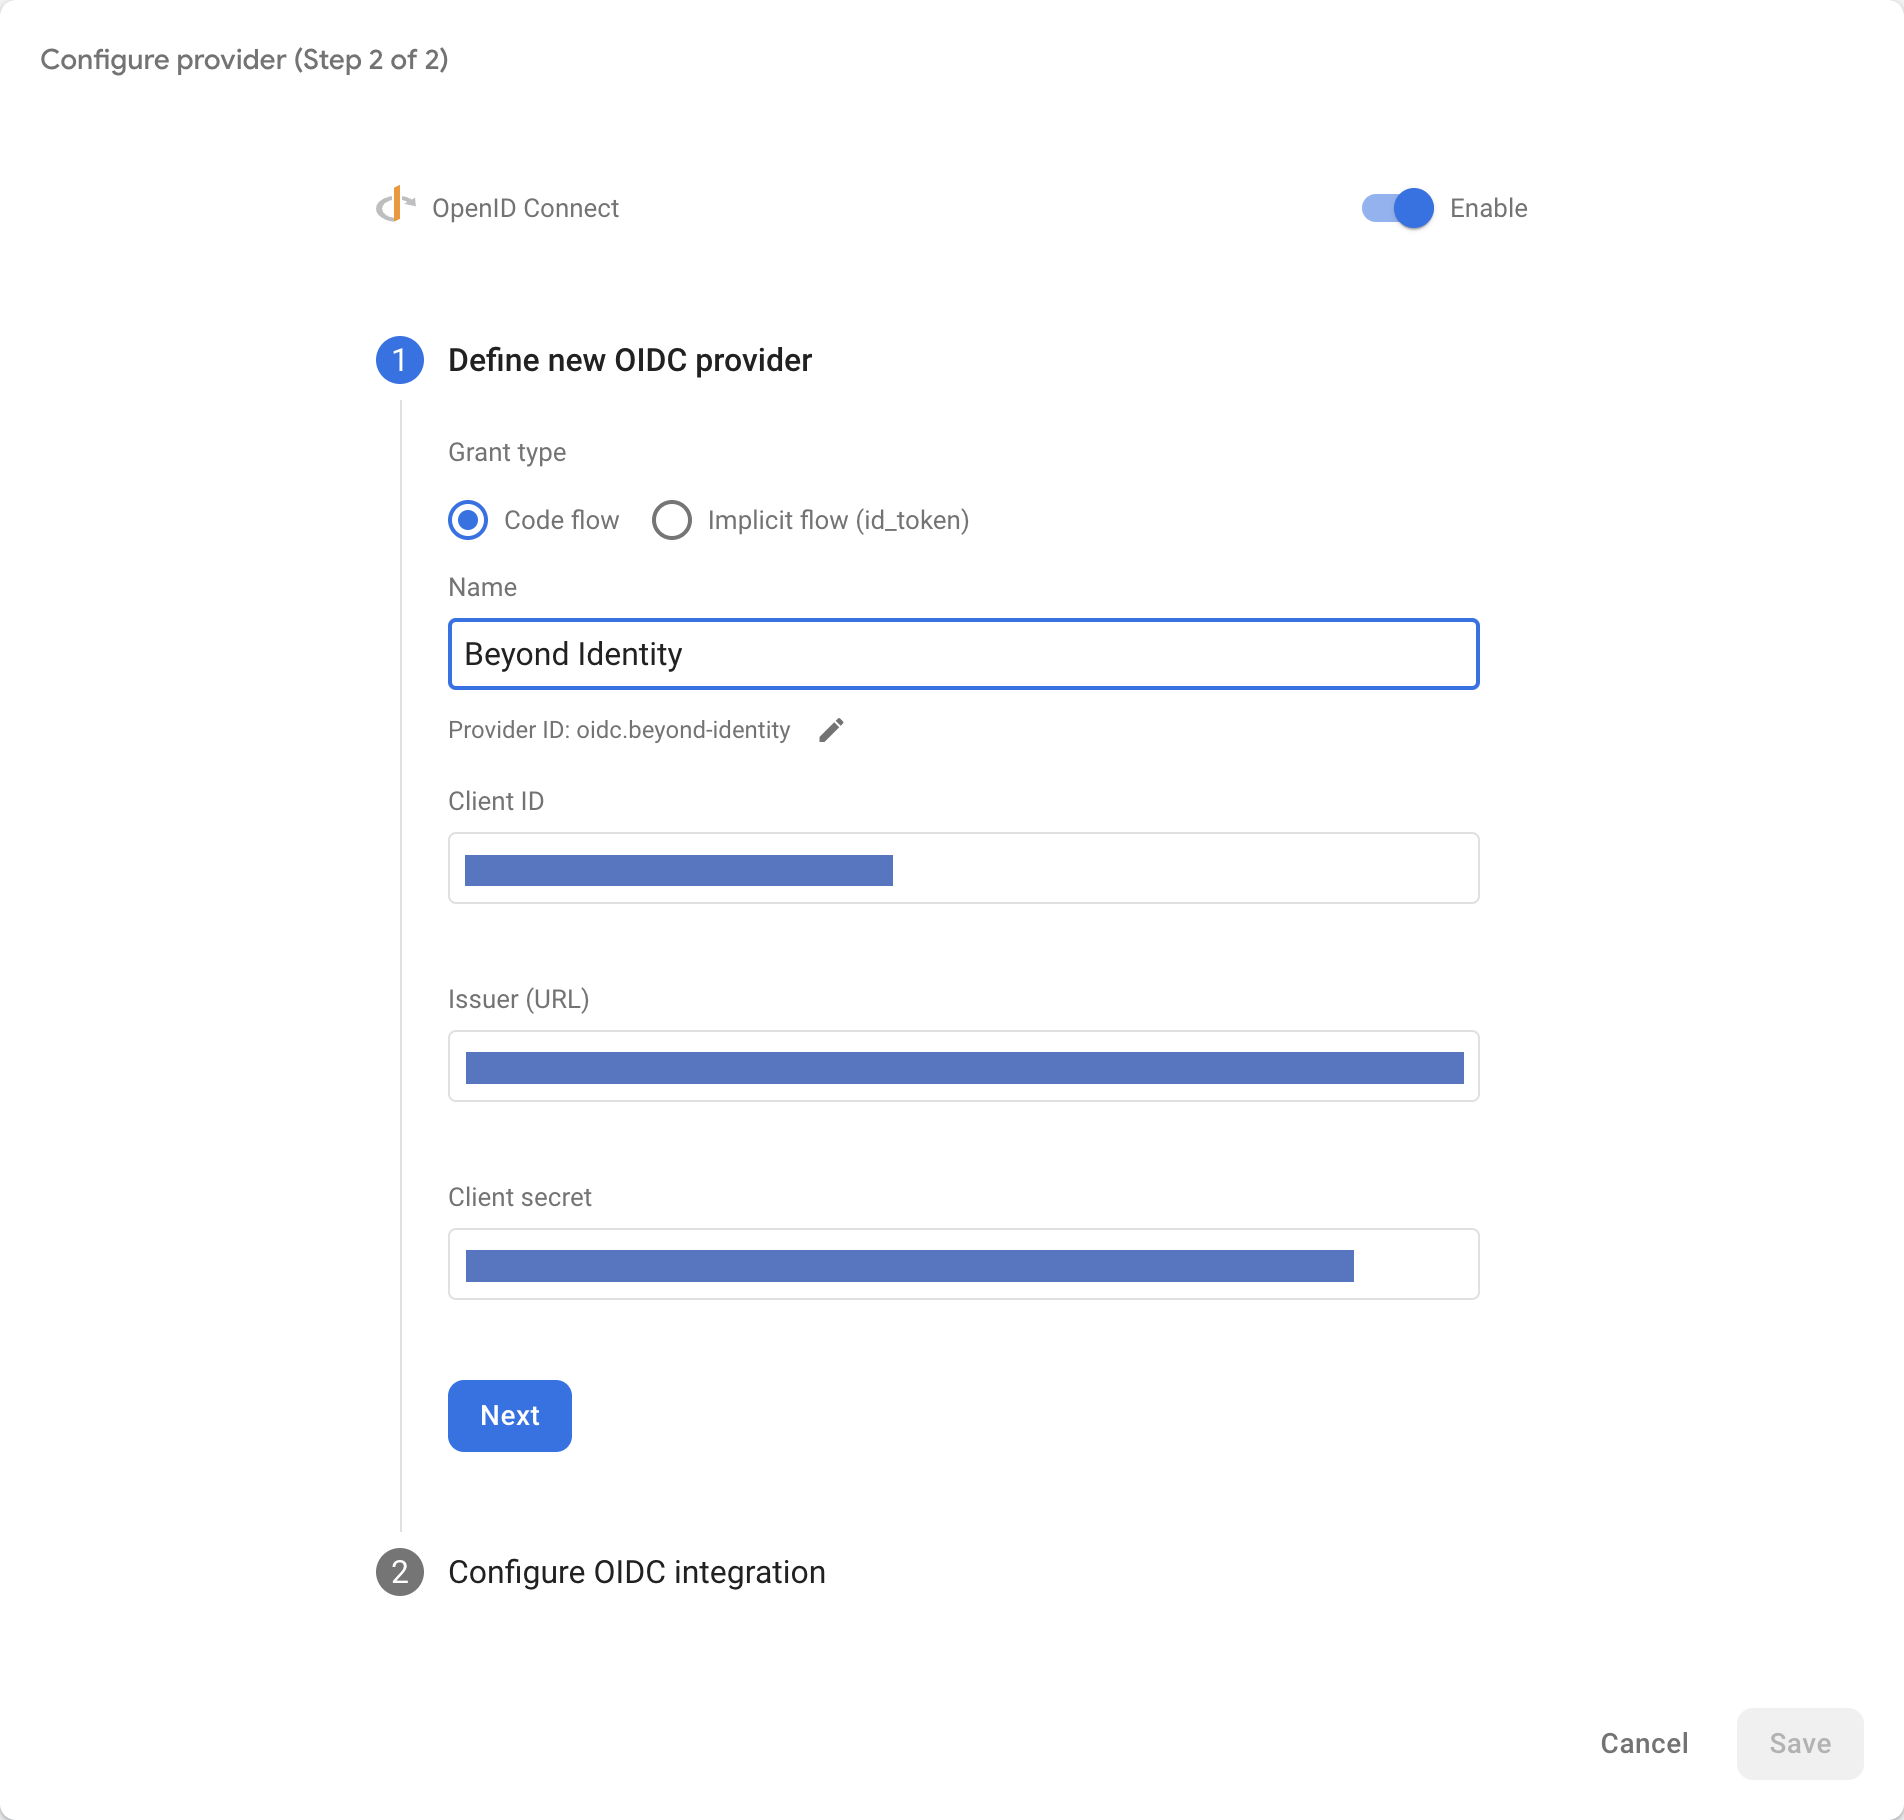 Configure provider (Step 2 of 2)
OpenID Connect
Enable
1 Define new OIDC provider
Grant type
Code flow Implicit flow (id_token)
Name
Beyond Identity
Provider ID: oidc.beyond-identity
Client ID
Issuer (URL)
Client secret
Next
2 Configure OIDC integration
Cancel Save